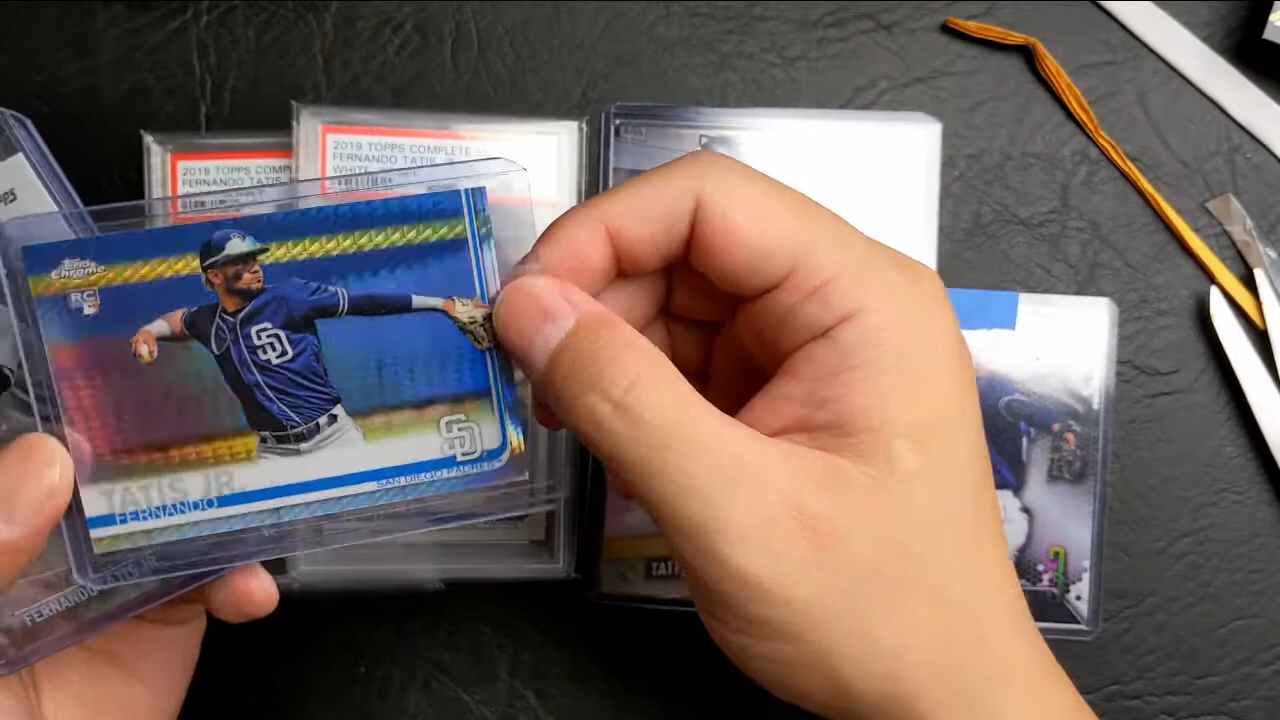 2019 TOPPS COMPLETE
FERNANDO TATIS JR.
WHITE
2019 TOPPS COMPL
FERNANDO TATIS
Topps
Chrome
RC
SD
SD
SAN DIEGO PADRES
TATIS JR.
FERNANDO
FERNANDO TATIS JR.
TATI